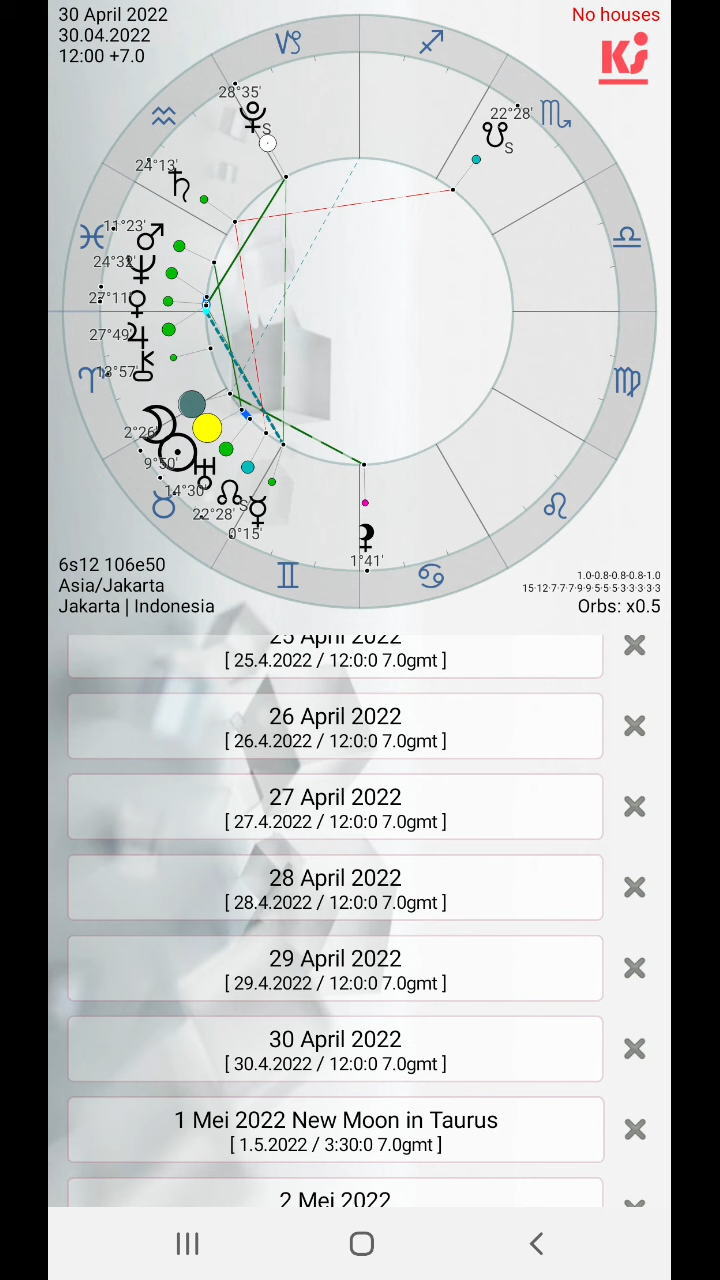 30 April 2022
30.04.2022
12:00 +7.0
No houses
KS
28°35'
S
22°28'
S
24°13'
11°23'
24°32'
27°11'
27°49'
13°57'
2°26'
9°50'
14°30'
22°28'
S
0°15'
1°41'
6s12 106e50
Asia/Jakarta
Jakarta | Indonesia
1.0-0.8-0.8-0.8-1.0
15-12-7-7-7-9-9-5-5-5-3-3-3-3-3
Orbs: x0.5
25 April 2022
[ 25.4.2022 / 12:0:0 7.0gmt ]
26 April 2022
[ 26.4.2022 / 12:0:0 7.0gmt ]
27 April 2022
[ 27.4.2022 / 12:0:0 7.0gmt ]
28 April 2022
[ 28.4.2022 / 12:0:0 7.0gmt ]
29 April 2022
[ 29.4.2022 / 12:0:0 7.0gmt ]
30 April 2022
[ 30.4.2022 / 12:0:0 7.0gmt ]
1 Mei 2022 New Moon in Taurus
[ 1.5.2022 / 3:30:0 7.0gmt ]
2 Mei 2022